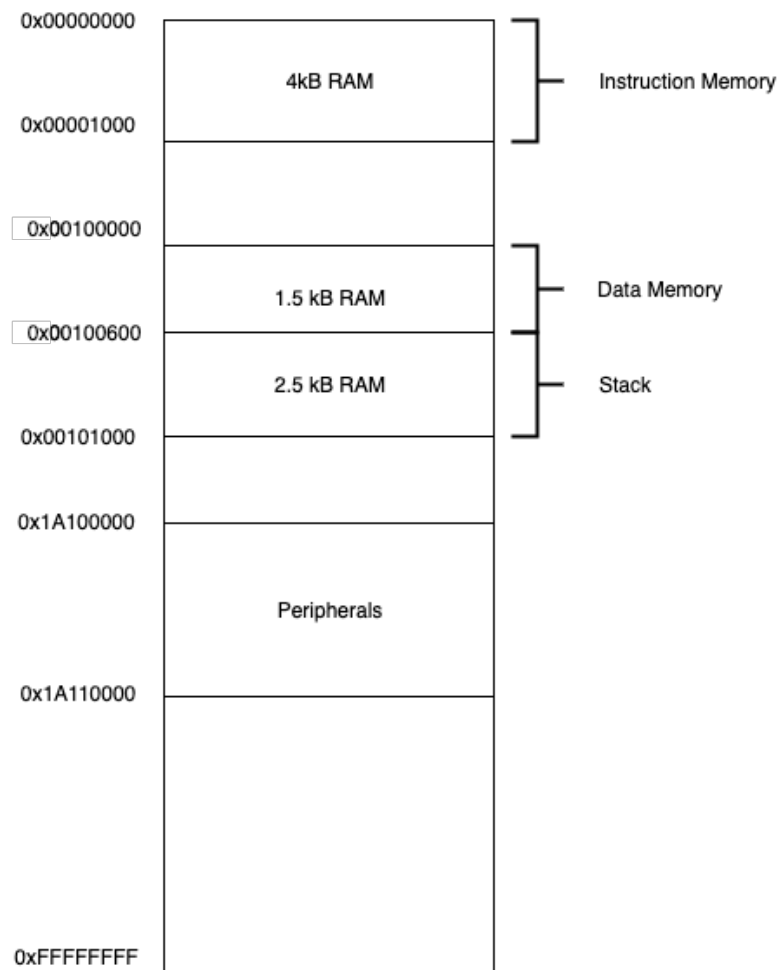 0x00000000
4kB RAM
Instruction Memory
0x00001000
0x00100000
1.5 kB RAM
Data Memory
0x00100600
2.5 kB RAM
Stack
0x00101000
0x1A100000
Peripherals
0x1A110000
0xFFFFFFFF